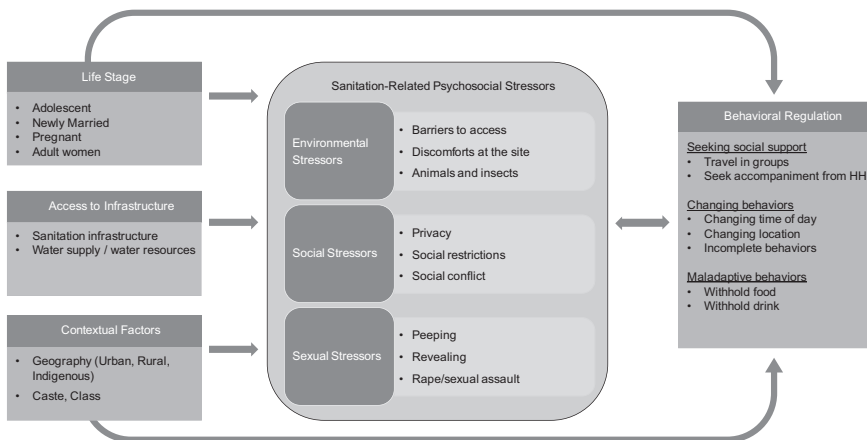 Life Stage
• Adolescent
• Newly Married
• Pregnant
• Adult women
Access to Infrastructure
• Sanitation infrastructure
• Water supply / water resources
Contextual Factors
• Geography (Urban, Rural,
Indigenous)
• Caste, Class
Sanitation-Related Psychosocial Stressors
Environmental
Stressors
• Barriers to access
• Discomforts at the site
• Animals and insects
Social Stressors
• Privacy
• Social restrictions
• Social conflict
Sexual Stressors
• Peeping
• Revealing
• Rape/sexual assault
Behavioral Regulation
Seeking social support
• Travel in groups
• Seek accompaniment from HH
Changing behaviors
• Changing time of day
• Changing location
• Incomplete behaviors
Maladaptive behaviors
• Withhold food
• Withhold drink